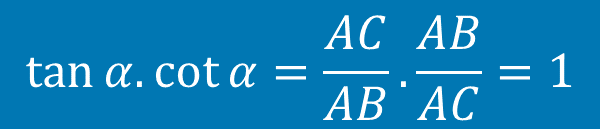 tan α. cot α = AC/AB . AB/AC = 1